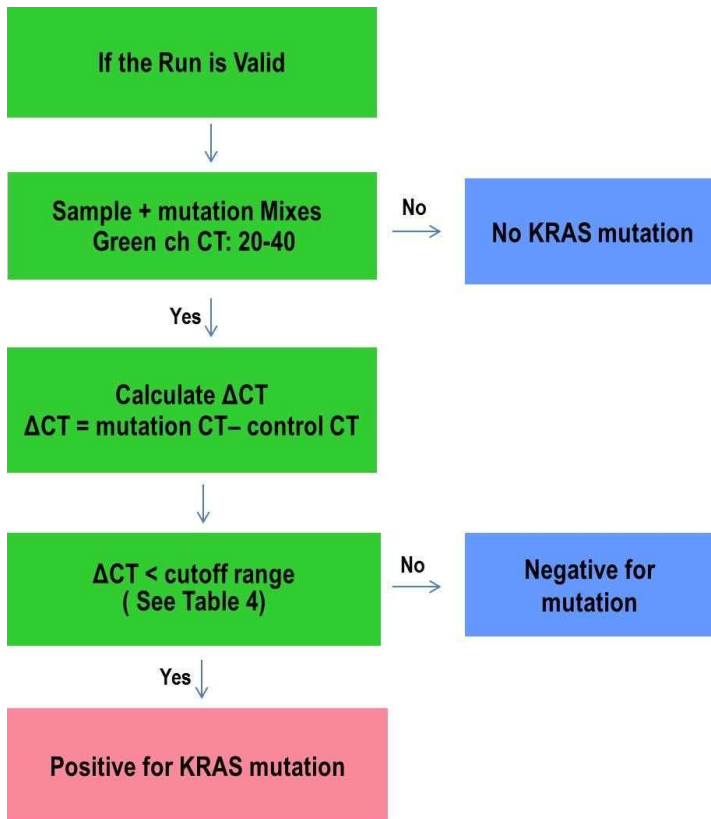 If the Run is Valid
Sample + mutation Mixes
Green ch CT: 20-40
No
No KRAS mutation
Yes
Calculate ΔCT
ΔCT = mutation CT– control CT
ΔCT < cutoff range
( See Table 4)
No
Negative for
mutation
Yes
Positive for KRAS mutation